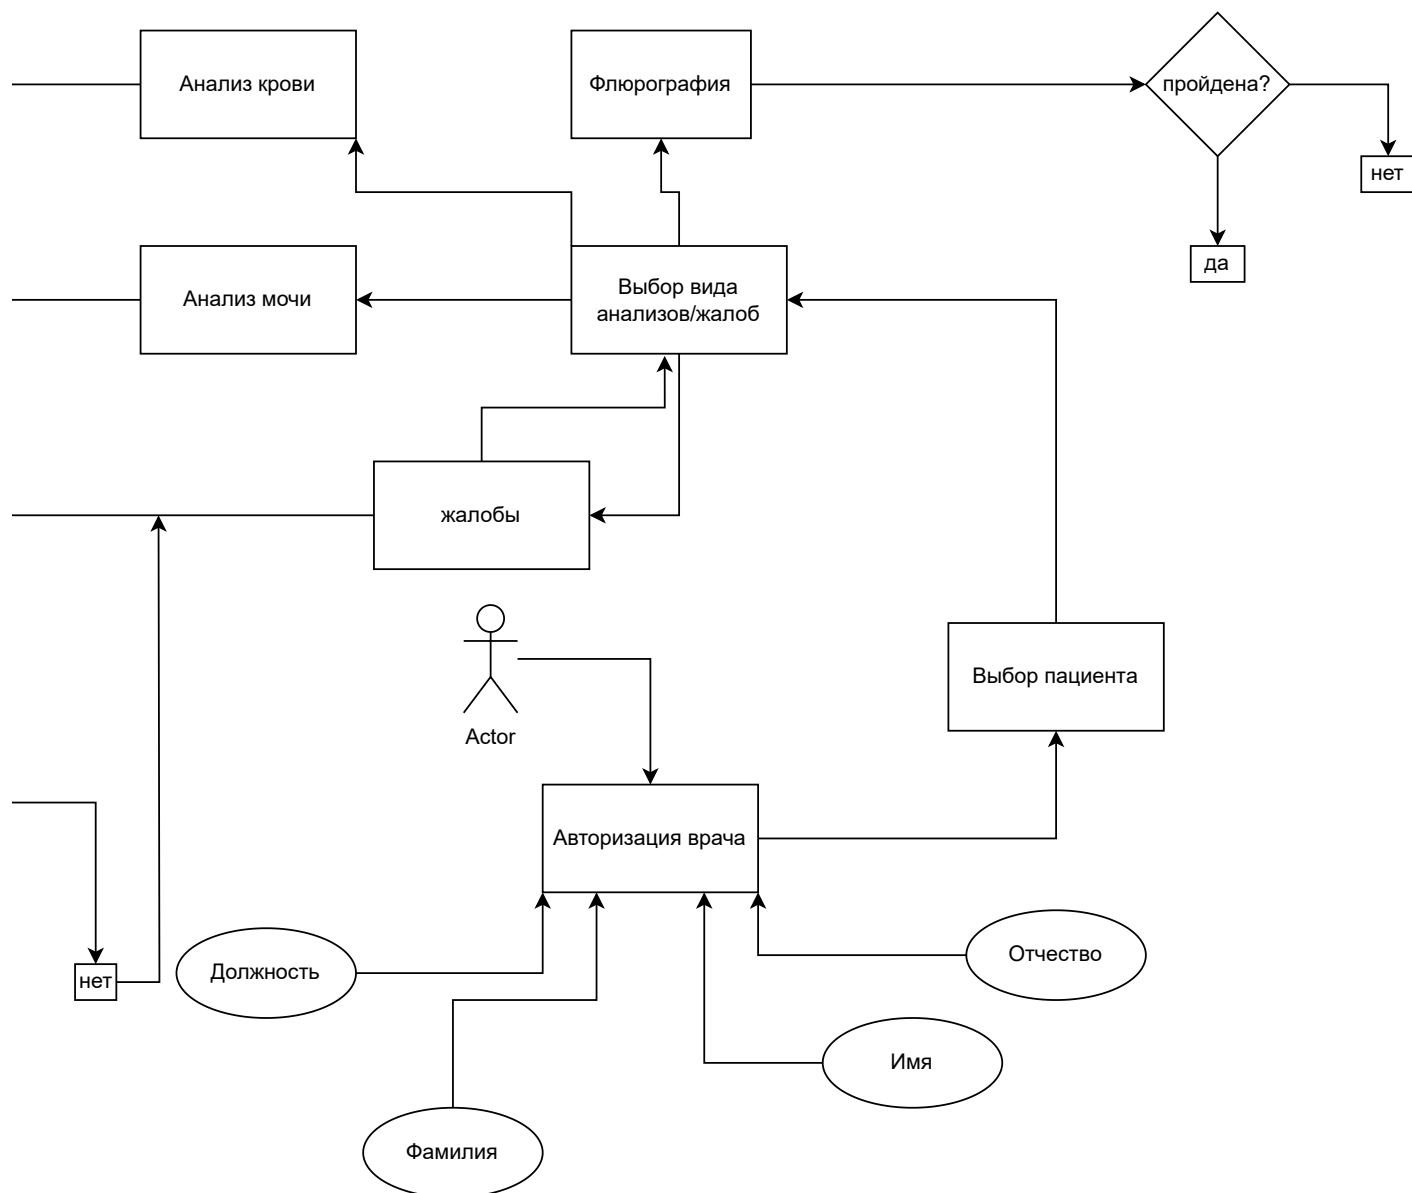 Анализ крови
Флюрография
пройдена?
нет
да
Анализ мочи
Выбор вида
анализов/жалоб
жалобы
Выбор пациента
Actor
Авторизация врача
нет
Должность
Отчество
Имя
Фамилия